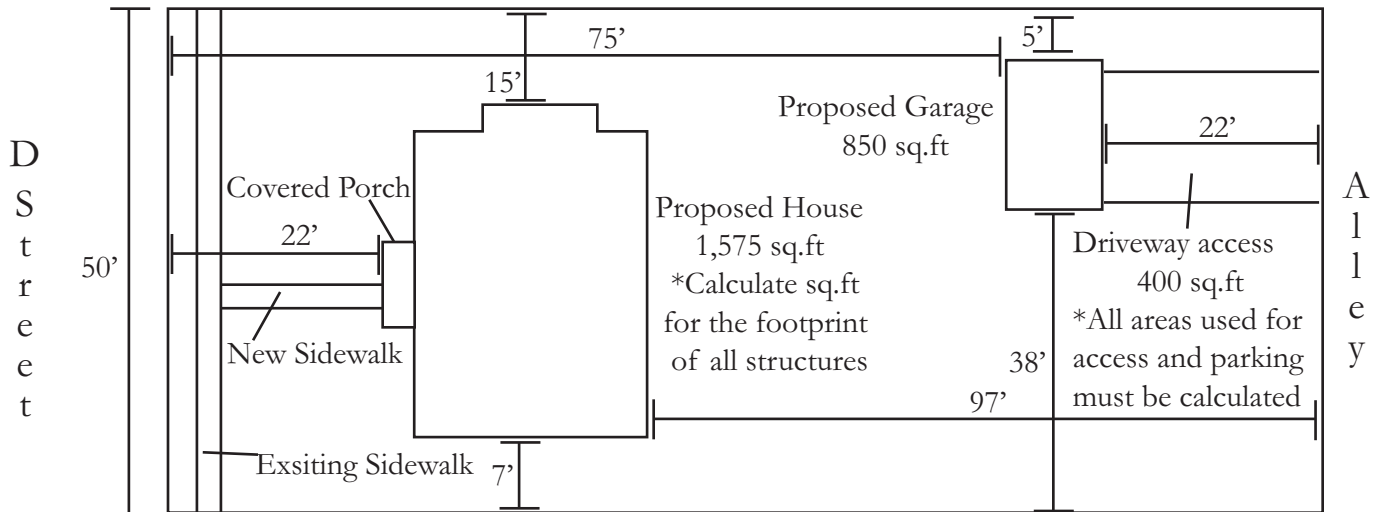 D Street
50’
75’
15’
5’
Proposed Garage
850 sq.ft
22’
Covered Porch
22’
Proposed House
1,575 sq.ft
*Calculate sq.ft
for the footprint
of all structures
Driveway access
400 sq.ft
*All areas used for
access and parking
must be calculated
New Sidewalk
38’
97’
Exsiting Sidewalk
7’
Alley